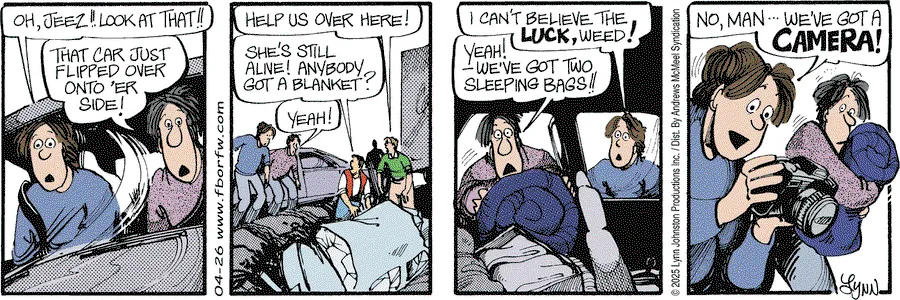 OH, JEEZ!! LOOK AT THAT!!
THAT CAR JUST
FLIPPED OVER
ONTO 'ER
SIDE!
04-26 www.fborfw.com
HELP US OVER HERE!
SHE'S STILL
ALIVE! ANYBODY
GOT A BLANKET?
YEAH!
I CAN'T BELIEVE THE
LUCK, WEED!
YEAH!
-WE'VE GOT TWO
SLEEPING BAGS!!
© 2025 Lynn Johnston Productions Inc. / Dist. By Andrews McMeel Syndication
NO, MAN... WE'VE GOT A
CAMERA!
LYNN